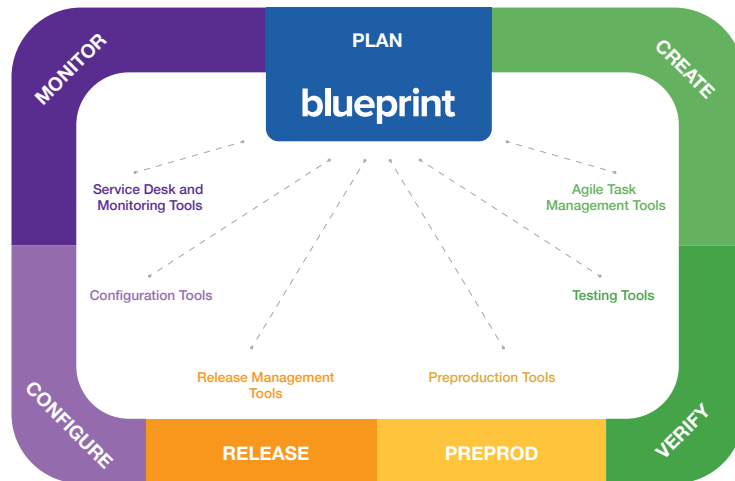 PLAN
blueprint
MONITOR
CREATE
Service Desk and
Monitoring Tools
Agile Task
Management Tools
Configuration Tools
Testing Tools
Release Management
Tools
Preproduction Tools
CONFIGURE
RELEASE
PREPROD
VERIFY